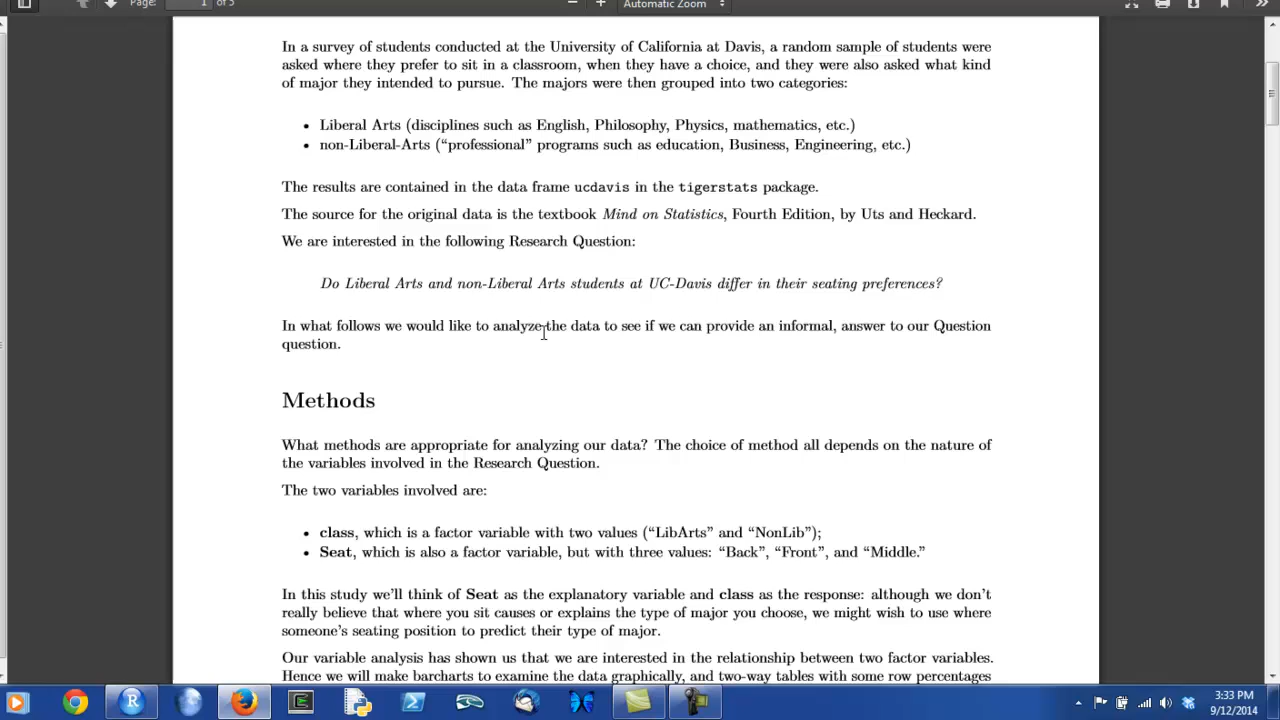 Page: 1 of 5
Automatic Zoom
In a survey of students conducted at the University of California at Davis, a random sample of students were
asked where they prefer to sit in a classroom, when they have a choice, and they were also asked what kind
of major they intended to pursue. The majors were then grouped into two categories:
• Liberal Arts (disciplines such as English, Philosophy, Physics, mathematics, etc.)
• non-Liberal-Arts (“professional” programs such as education, Business, Engineering, etc.)
The results are contained in the data frame ucdavis in the tigerstats package.
The source for the original data is the textbook Mind on Statistics, Fourth Edition, by Uts and Heckard.
We are interested in the following Research Question:
Do Liberal Arts and non-Liberal Arts students at UC-Davis differ in their seating preferences?
In what follows we would like to analyze the data to see if we can provide an informal, answer to our Question
question.
Methods
What methods are appropriate for analyzing our data? The choice of method all depends on the nature of
the variables involved in the Research Question.
The two variables involved are:
• class, which is a factor variable with two values (“LibArts” and “NonLib”);
• Seat, which is also a factor variable, but with three values: “Back”, “Front”, and “Middle.”
In this study we’ll think of Seat as the explanatory variable and class as the response: although we don’t
really believe that where you sit causes or explains the type of major you choose, we might wish to use where
someone’s seating position to predict their type of major.
Our variable analysis has shown us that we are interested in the relationship between two factor variables.
Hence we will make barcharts to examine the data graphically, and two-way tables with some row percentages
3:33 PM
9/12/2014